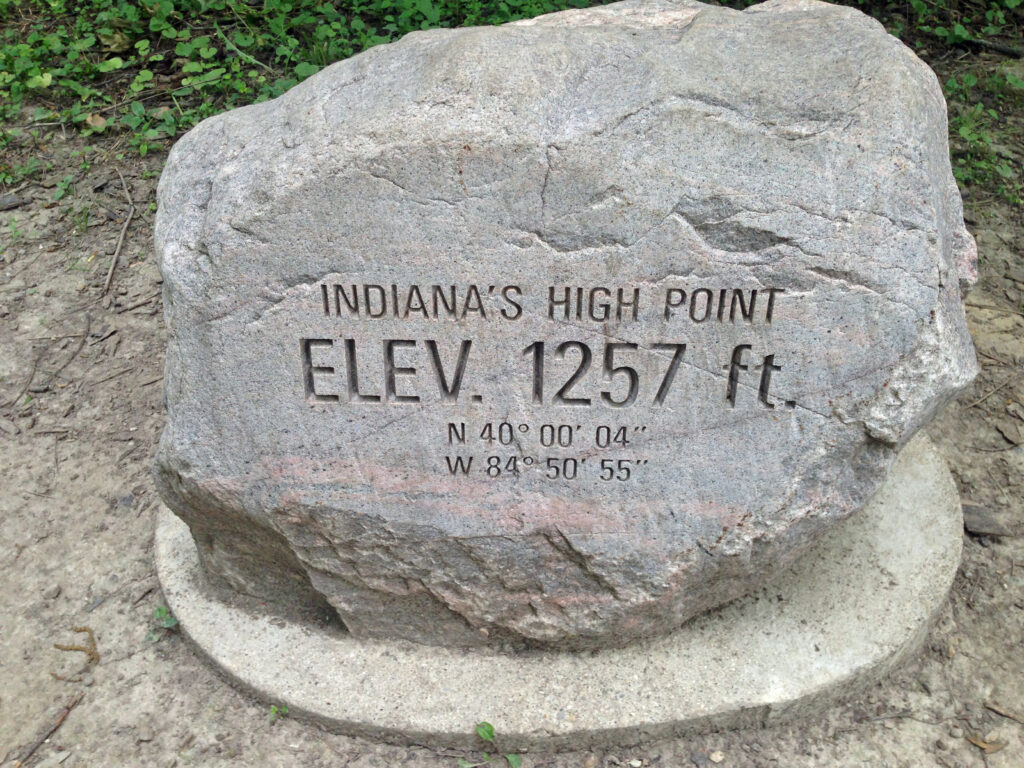 INDIANA'S HIGH POINT
ELEV. 1257 ft.
N 40° 00' 04"
W 84° 50' 55"